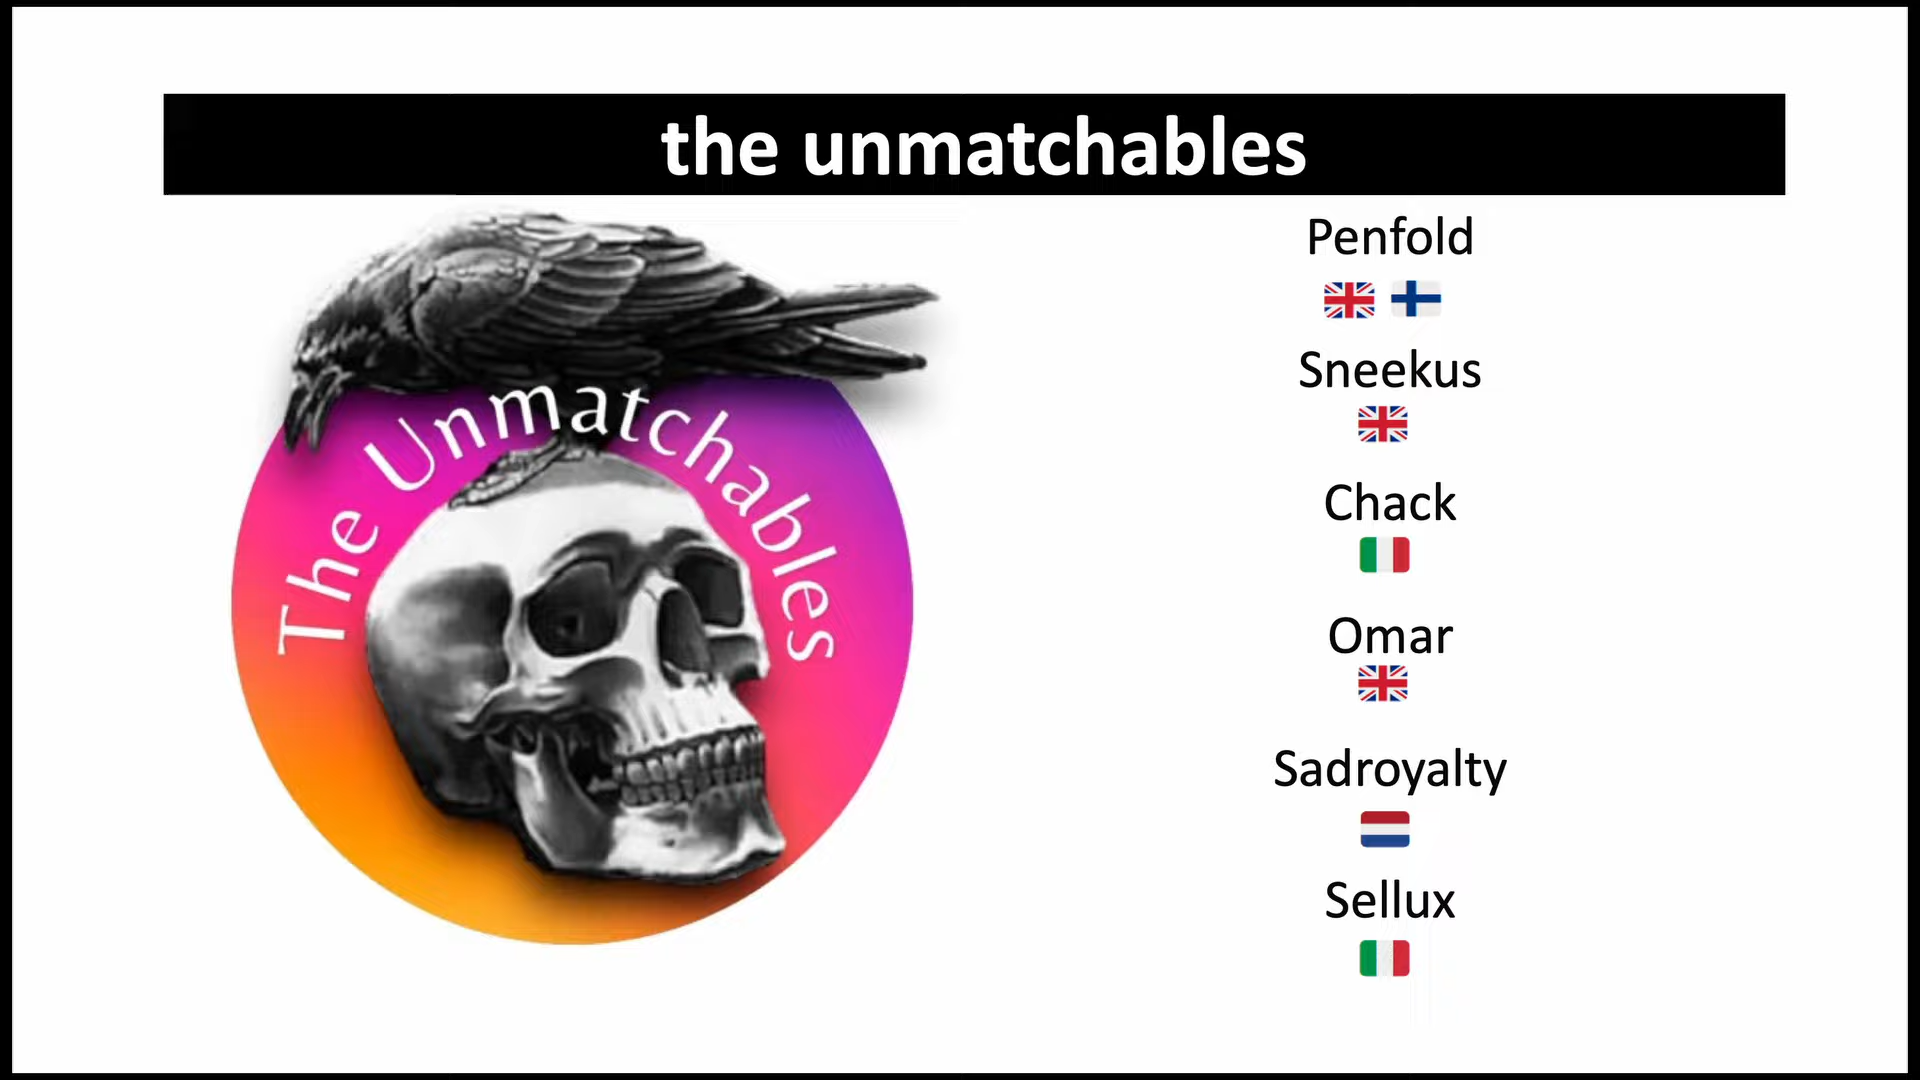 the unmatchables
The Unmatchables
Penfold
Sneekus
Chack
Omar
Sadroyalty
Sellux